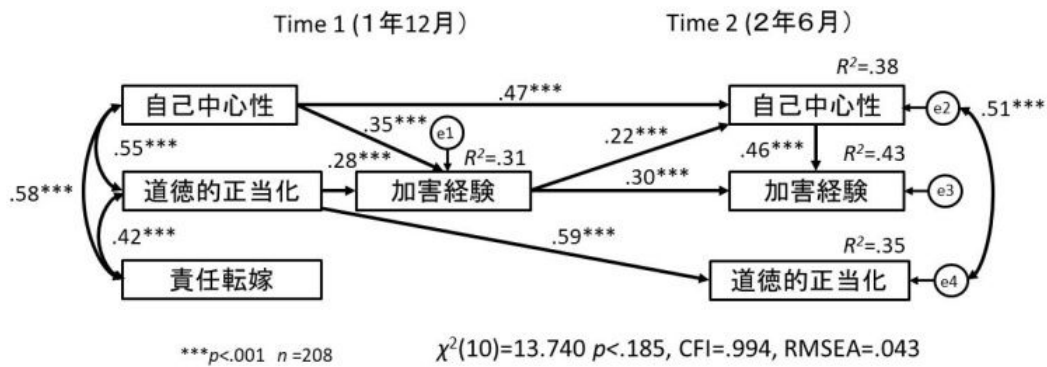 Time 1 (1年12月)
Time 2 (2年6月)
R²=.38
自己中心性
.47***
自己中心性
e2
.51***
.35***
e1
.22***
.55***
.28***
R²=.31
.46***
R²=.43
.58***
道徳的正当化
加害経験
.30***
加害経験
e3
.42***
.59***
R²=.35
責任転嫁
道徳的正当化
e4
***p<.001 n=208
χ²(10)=13.740 p<.185, CFI=.994, RMSEA=.043